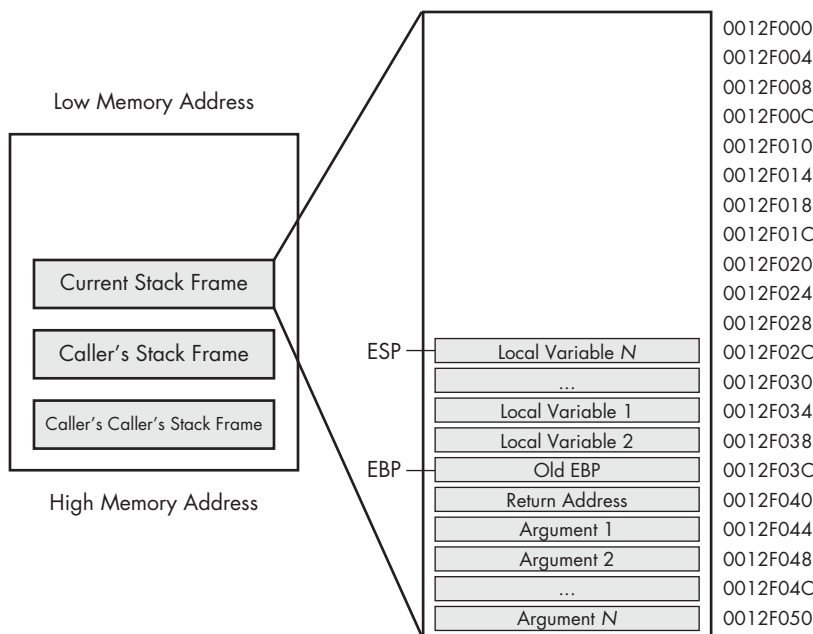 Low Memory Address
Current Stack Frame
Caller's Stack Frame
Caller's Caller's Stack Frame
High Memory Address
0012F000
0012F004
0012F008
0012F00C
0012F010
0012F014
0012F018
0012F01C
0012F020
0012F024
0012F028
ESP Local Variable N 0012F02C
... 0012F030
Local Variable 1 0012F034
Local Variable 2 0012F038
EBP Old EBP 0012F03C
Return Address 0012F040
Argument 1 0012F044
Argument 2 0012F048
... 0012F04C
Argument N 0012F050